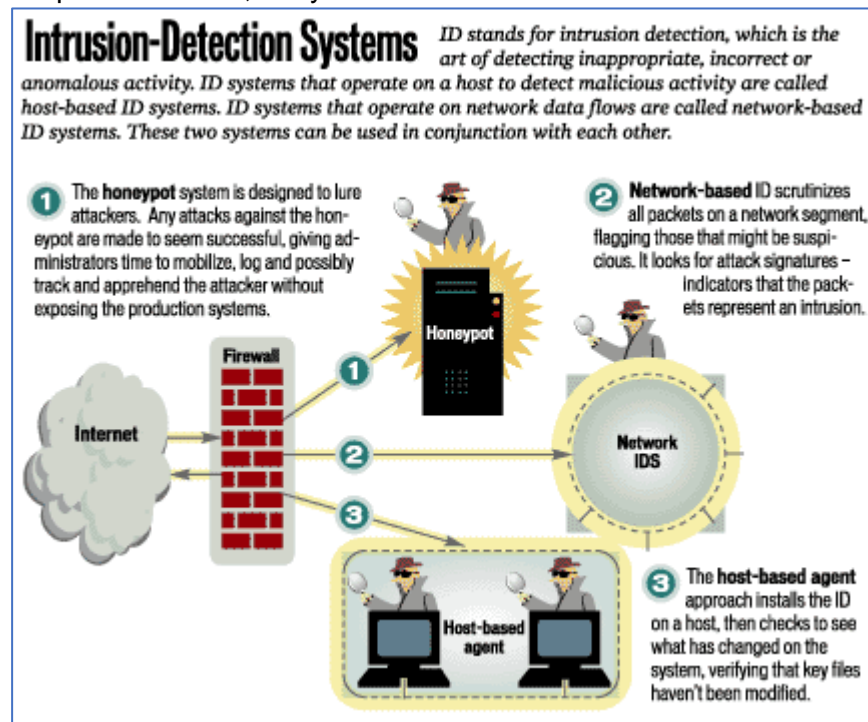 Intrusion-Detection Systems
ID stands for intrusion detection, which is the
art of detecting inappropriate, incorrect or
anomalous activity. ID systems that operate on a host to detect malicious activity are called
host-based ID systems. ID systems that operate on network data flows are called network-based
ID systems. These two systems can be used in conjunction with each other.
1 The honeypot system is designed to lure
attackers. Any attacks against the hon-
eypot are made to seem successful, giving ad-
ministrators time to mobilize, log and possibly
track and apprehend the attacker without
exposing the production systems.
2 Network-based ID scrutinizes
all packets on a network segment,
flagging those that might be suspi-
cious. It looks for attack signatures –
indicators that the pack-
ets represent an intrusion.
Honeypot
Firewall
1
Internet
2
Network
IDS
3
Host-based
agent
3 The host-based agent
approach installs the ID
on a host, then checks to see
what has changed on the
system, verifying that key files
haven't been modified.